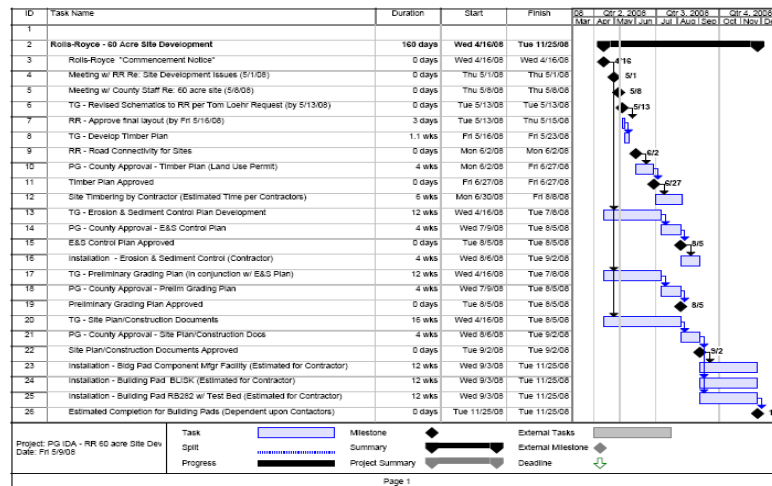 ID Task Name Duration Start Finish 08 Qtr 2, 2008 Qtr 3, 2008 Qtr 4, 2008
Mar Apr May Jun Jul Aug Sep Oct Nov De
1
2 Rolls-Royce - 60 Acre Site Development 160 days Wed 4/16/08 Tue 11/25/08
3 Rolls-Royce "Commencement Notice" 0 days Wed 4/16/08 Wed 4/16/08 4/16
4 Meeting w/ RR Re: Site Development Issues (5/1/08) 0 days Thu 5/1/08 Thu 5/1/08 5/1
5 Meeting w/ County Staff Re: 60 acre site (5/8/08) 0 days Thu 5/8/08 Thu 5/8/08 5/8
6 TG - Revised Schematics to RR per Tom Loehr Request (by 5/13/08) 0 days Tue 5/13/08 Tue 5/13/08 5/13
7 RR - Approve final layout (by Fri 5/16/08) 3 days Tue 5/13/08 Thu 5/15/08
8 TG - Develop Timber Plan 1.1 wks Fri 5/16/08 Fri 5/23/08
9 RR - Road Connectivity for Sites 0 days Mon 6/2/08 Mon 6/2/08 6/2
10 PG - County Approval - Timber Plan (Land Use Permit) 4 wks Mon 6/2/08 Fri 6/27/08
11 Timber Plan Approved 0 days Fri 6/27/08 Fri 6/27/08 6/27
12 Site Timbering by Contractor (Estimated Time per Contractors) 6 wks Mon 6/30/08 Fri 8/8/08
13 TG - Erosion & Sediment Control Plan Development 12 wks Wed 4/16/08 Tue 7/8/08
14 PG - County Approval - E&S Control Plan 4 wks Wed 7/9/08 Tue 8/5/08
15 E&S Control Plan Approved 0 days Tue 8/5/08 Tue 8/5/08 8/5
16 Installation - Erosion & Sediment Control (Contractor) 4 wks Wed 8/6/08 Tue 9/2/08
17 TG - Preliminary Grading Plan (in conjunction w/ E&S Plan) 12 wks Wed 4/16/08 Tue 7/8/08
18 PG - County Approval - Prelim Grading Plan 4 wks Wed 7/9/08 Tue 8/5/08
19 Preliminary Grading Plan Approved 0 days Tue 8/5/08 Tue 8/5/08 8/5
20 TG - Site Plan/Construction Documents 16 wks Wed 4/16/08 Tue 8/5/08
21 PG - County Approval - Site Plan/Construction Docs 4 wks Wed 8/6/08 Tue 9/2/08
22 Site Plan/Construction Documents Approved 0 days Tue 9/2/08 Tue 9/2/08 9/2
23 Installation - Bldg Pad Component Mfgr Facility (Estimated for Contractor) 12 wks Wed 9/3/08 Tue 11/25/08
24 Installation - Building Pad BLISK (Estimated for Contractor) 12 wks Wed 9/3/08 Tue 11/25/08
25 Installation - Building Pad RB282 w/ Test Bed (Estimated for Contractor) 12 wks Wed 9/3/08 Tue 11/25/08
26 Estimated Completion for Building Pads (Dependent upon Contactors) 0 days Tue 11/25/08 Tue 11/25/08 1
Project: PG IDA - RR 60 acre Site Dev
Date: Fri 5/9/08
Task Milestone External Tasks
Split Summary External Milestone
Progress Project Summary Deadline
Page 1